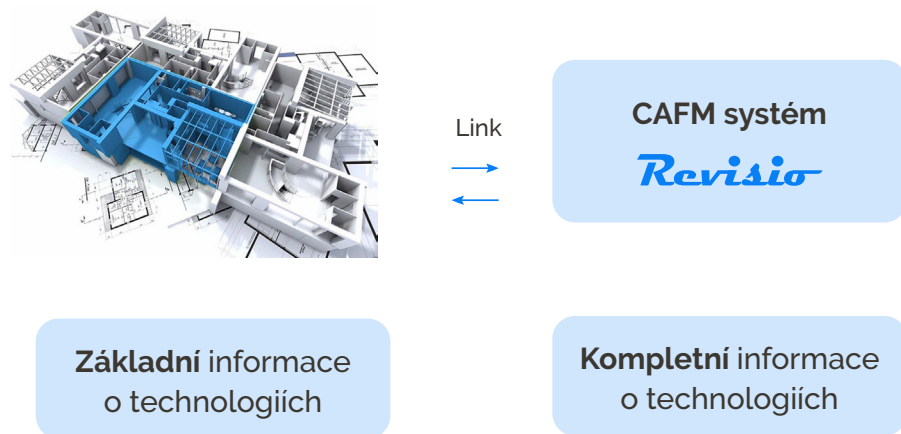 Link
CAFM systém
Revisio
Základní informace
o technologiích
Kompletní informace
o technologiích